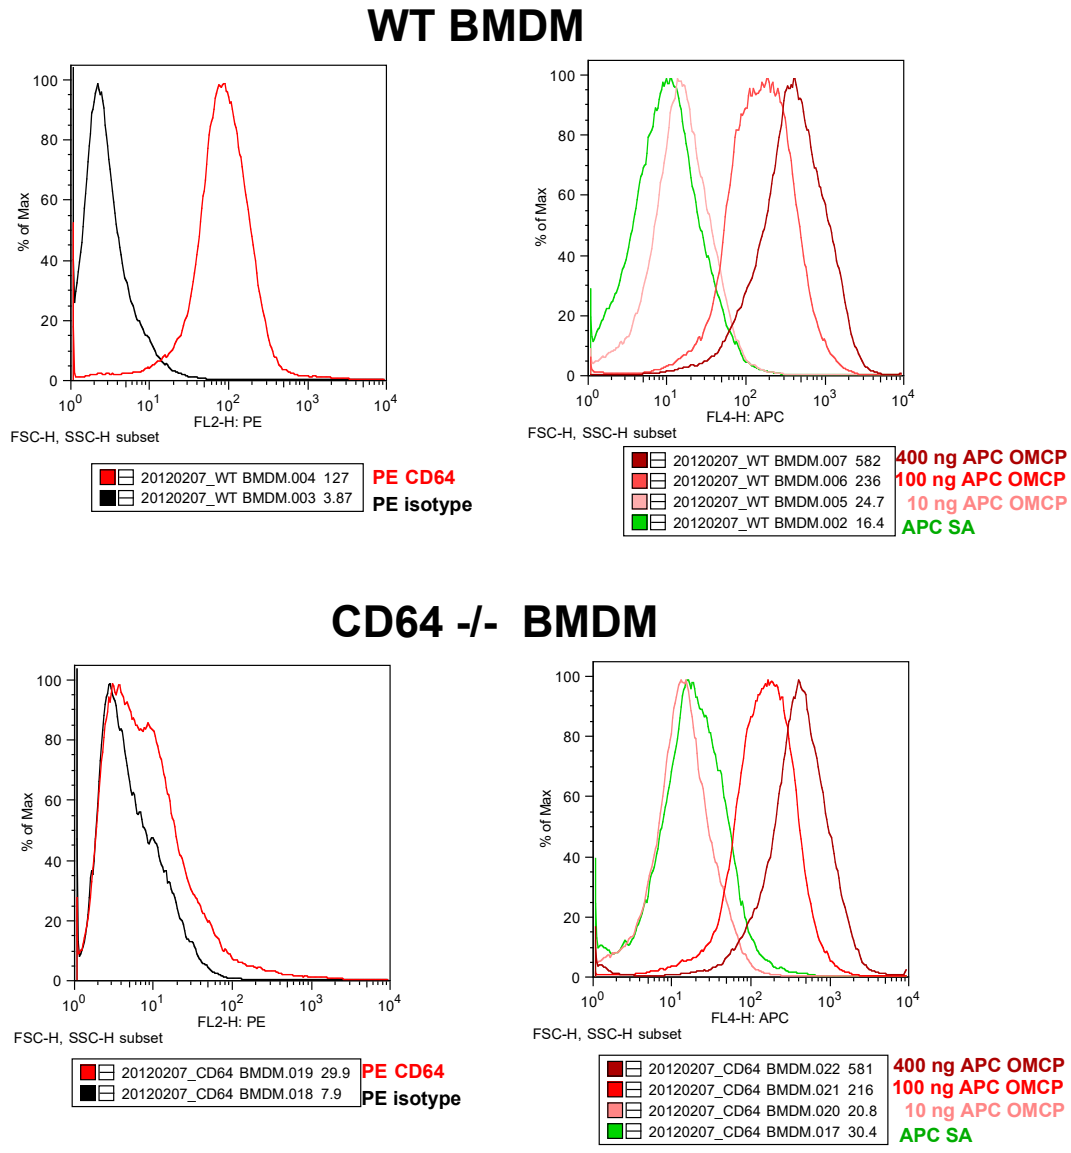 WT BMDM
100
80
60
40
20
0
% of Max
10^0 10^1 10^2 10^3 10^4
FL2-H: PE
FSC-H, SSC-H subset
20120207_WT BMDM.004 127 PE CD64
20120207_WT BMDM.003 3.87 PE isotype
100
80
60
40
20
0
% of Max
10^0 10^1 10^2 10^3 10^4
FL4-H: APC
FSC-H, SSC-H subset
20120207_WT BMDM.007 582 400 ng APC OMCP
20120207_WT BMDM.006 236 100 ng APC OMCP
20120207_WT BMDM.005 24.7 10 ng APC OMCP
20120207_WT BMDM.002 16.4 APC SA
CD64 -/- BMDM
100
80
60
40
20
0
% of Max
10^0 10^1 10^2 10^3 10^4
FL2-H: PE
FSC-H, SSC-H subset
20120207_CD64 BMDM.019 29.9 PE CD64
20120207_CD64 BMDM.018 7.9 PE isotype
100
80
60
40
20
0
% of Max
10^0 10^1 10^2 10^3 10^4
FL4-H: APC
FSC-H, SSC-H subset
20120207_CD64 BMDM.022 581 400 ng APC OMCP
20120207_CD64 BMDM.021 216 100 ng APC OMCP
20120207_CD64 BMDM.020 20.8 10 ng APC OMCP
20120207_CD64 BMDM.017 30.4 APC SA